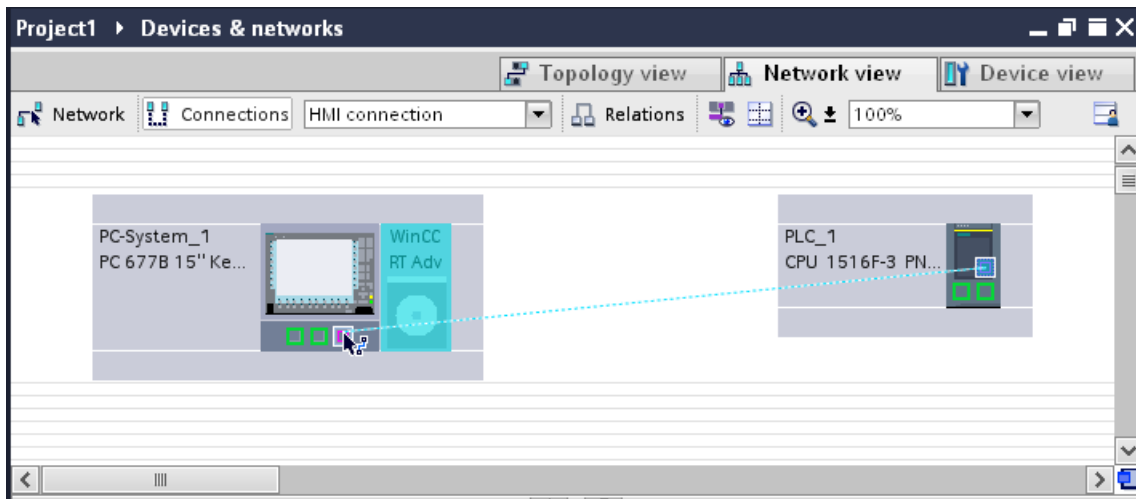 Project1 ▸ Devices & networks
Topology view Network view Device view
Network Connections HMI connection Relations 100%
PC-System_1 WinCC PLC_1
PC 677B 15" Ke... RT Adv CPU 1516F-3 PN...